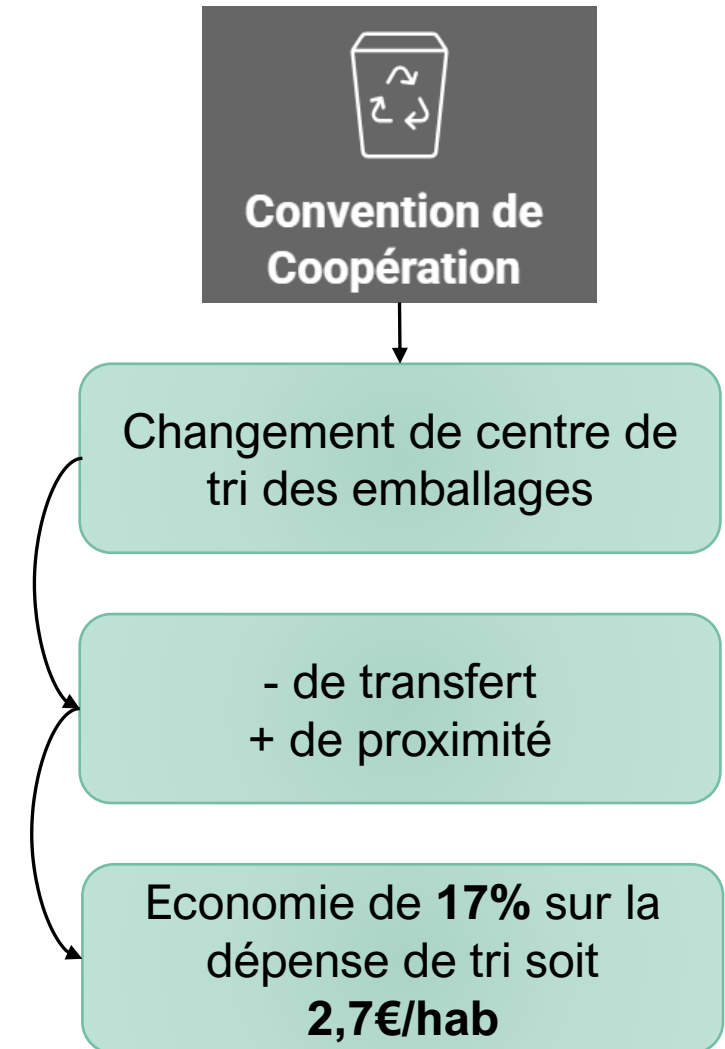 Convention de
Coopération
Changement de centre de
tri des emballages
- de transfert
+ de proximité
Economie de 17% sur la
dépense de tri soit
2,7€/hab